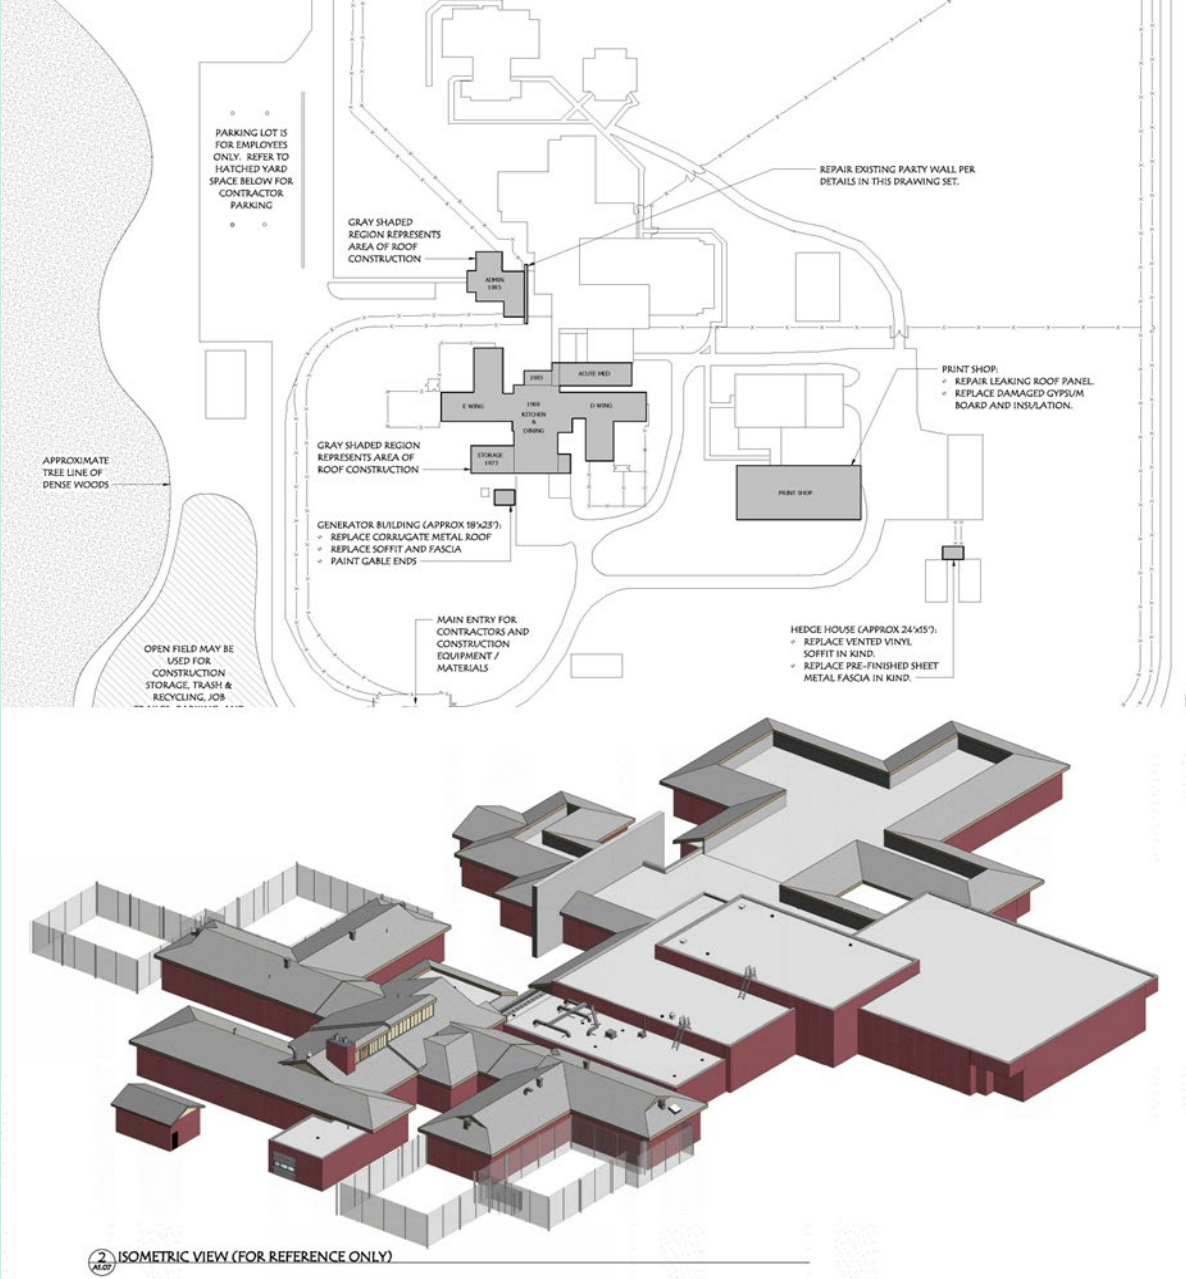 PARKING LOT IS
FOR EMPLOYEES
ONLY. REFER TO
HATCHED YARD
SPACE BELOW FOR
CONTRACTOR
PARKING
REPAIR EXISTING PARTY WALL PER
DETAILS IN THIS DRAWING SET.
GRAY SHADED
REGION REPRESENTS
AREA OF ROOF
CONSTRUCTION
ADMIN
1985
PRINT SHOP:
REPAIR LEAKING ROOF PANEL.
REPLACE DAMAGED GYPSUM
BOARD AND INSULATION.
ACUTE MED
E-WING
1969
KITCHEN
&
DINING
D-WING
GRAY SHADED REGION
REPRESENTS AREA OF
ROOF CONSTRUCTION
STORAGE
1973
APPROXIMATE
TREE LINE OF
DENSE WOODS
PRINT SHOP
GENERATOR BUILDING (APPROX 18'x23'):
REPLACE CORRUGATE METAL ROOF
REPLACE SOFFIT AND FASCIA
PAINT GABLE ENDS
MAIN ENTRY FOR
CONTRACTORS AND
CONSTRUCTION
EQUIPMENT /
MATERIALS
HEDGE HOUSE (APPROX 24'x15'):
REPLACE VENTED VINYL
SOFFIT IN KIND.
REPLACE PRE-FINISHED SHEET
METAL FASCIA IN KIND.
OPEN FIELD MAY BE
USED FOR
CONSTRUCTION
STORAGE, TRASH &
RECYCLING, JOB
2
A1.07
ISOMETRIC VIEW (FOR REFERENCE ONLY)